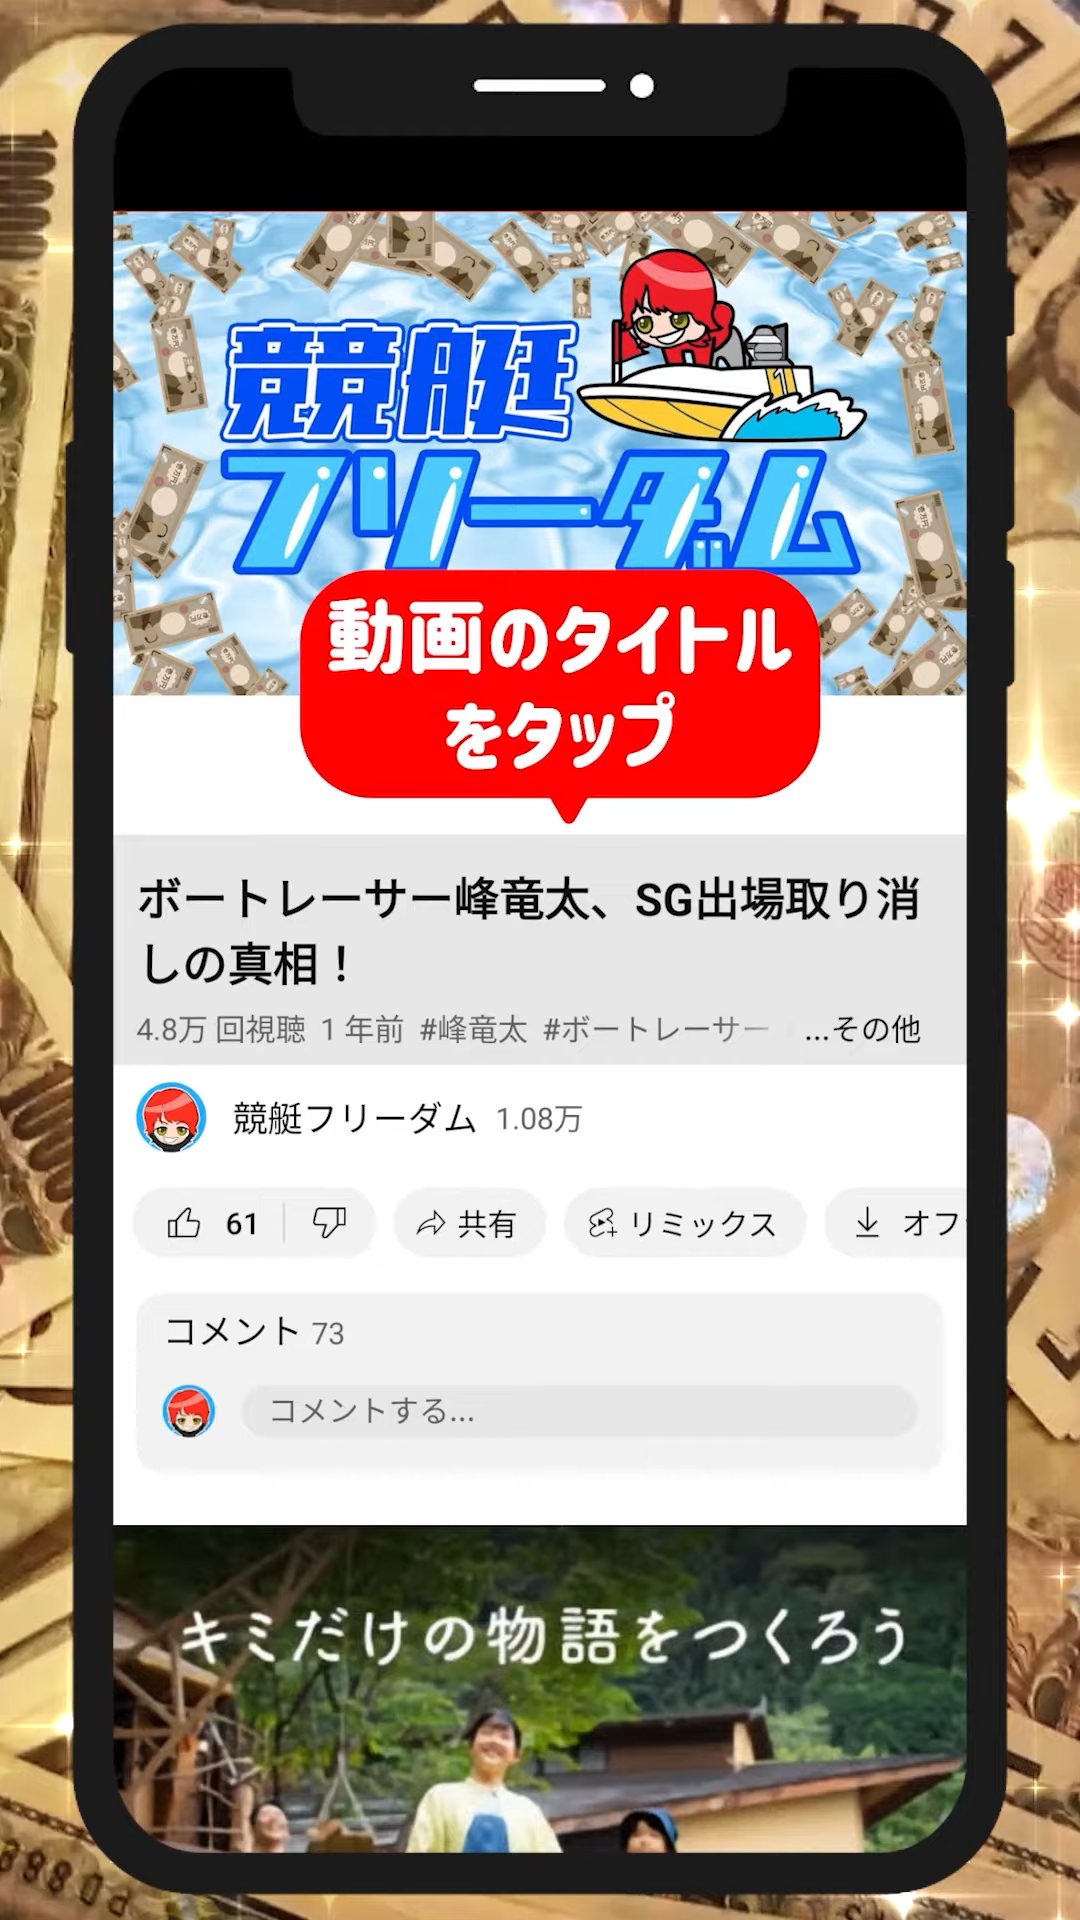 競艇
フリーダム
動画のタイトル
をタップ
ボートレーサー峰竜太、SG出場取り消
しの真相！
4.8万 回視聴 1 年前 #峰竜太 #ボートレーサー ...その他
競艇フリーダム 1.08万
61 共有 リミックス オフ
コメント 73
コメントする...
キミだけの物語をつくろう